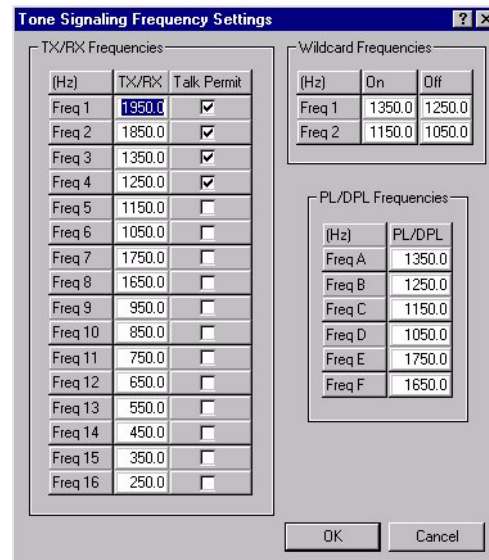 Tone Signaling Frequency Settings
TX/RX Frequencies
(Hz) TX/RX Talk Permit
Freq 1 1950.0
Freq 2 1850.0
Freq 3 1350.0
Freq 4 1250.0
Freq 5 1150.0
Freq 6 1050.0
Freq 7 1750.0
Freq 8 1650.0
Freq 9 950.0
Freq 10 850.0
Freq 11 750.0
Freq 12 650.0
Freq 13 550.0
Freq 14 450.0
Freq 15 350.0
Freq 16 250.0
Wildcard Frequencies
(Hz) On Off
Freq 1 1350.0 1250.0
Freq 2 1150.0 1050.0
PL/DPL Frequencies
(Hz) PL/DPL
Freq A 1350.0
Freq B 1250.0
Freq C 1150.0
Freq D 1050.0
Freq E 1750.0
Freq F 1650.0
OK Cancel